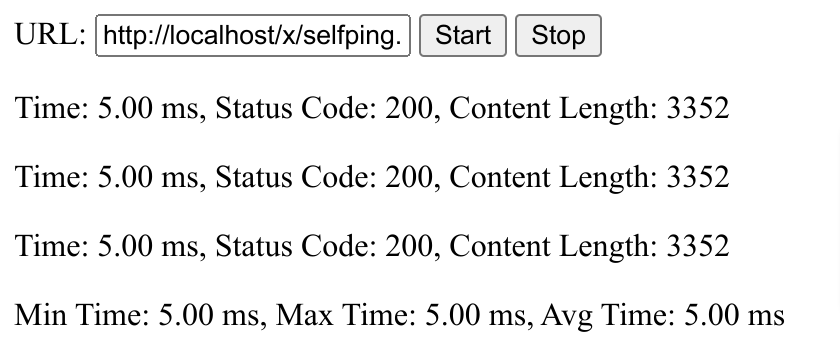 URL: http://localhost/x/selfping. Start Stop
Time: 5.00 ms, Status Code: 200, Content Length: 3352
Time: 5.00 ms, Status Code: 200, Content Length: 3352
Time: 5.00 ms, Status Code: 200, Content Length: 3352
Min Time: 5.00 ms, Max Time: 5.00 ms, Avg Time: 5.00 ms